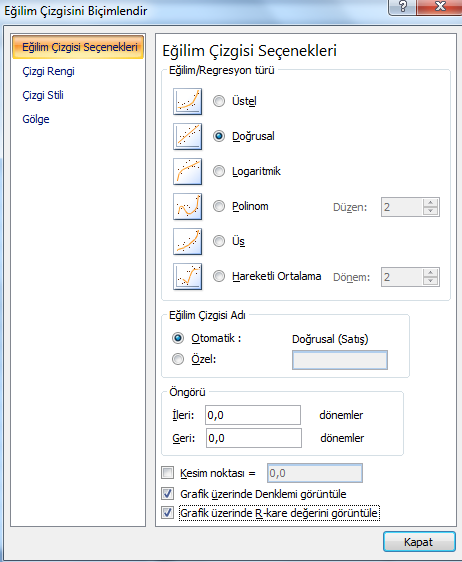 Eğilim Çizgisini Biçimlendir
Eğilim Çizgisi Seçenekleri
Çizgi Rengi
Çizgi Stili
Gölge
Eğilim Çizgisi Seçenekleri
Eğilim/Regresyon türü
Üstel
Doğrusal
Logaritmik
Polinom Düzen: 2
Üs
Hareketli Ortalama Dönem: 2
Eğilim Çizgisi Adı
Otomatik : Doğrusal (Satış)
Özel:
Öngörü
İleri: 0,0 dönemler
Geri: 0,0 dönemler
Kesim noktası = 0,0
Grafik üzerinde Denklemi görüntüle
Grafik üzerinde R-kare değerini görüntüle
Kapat